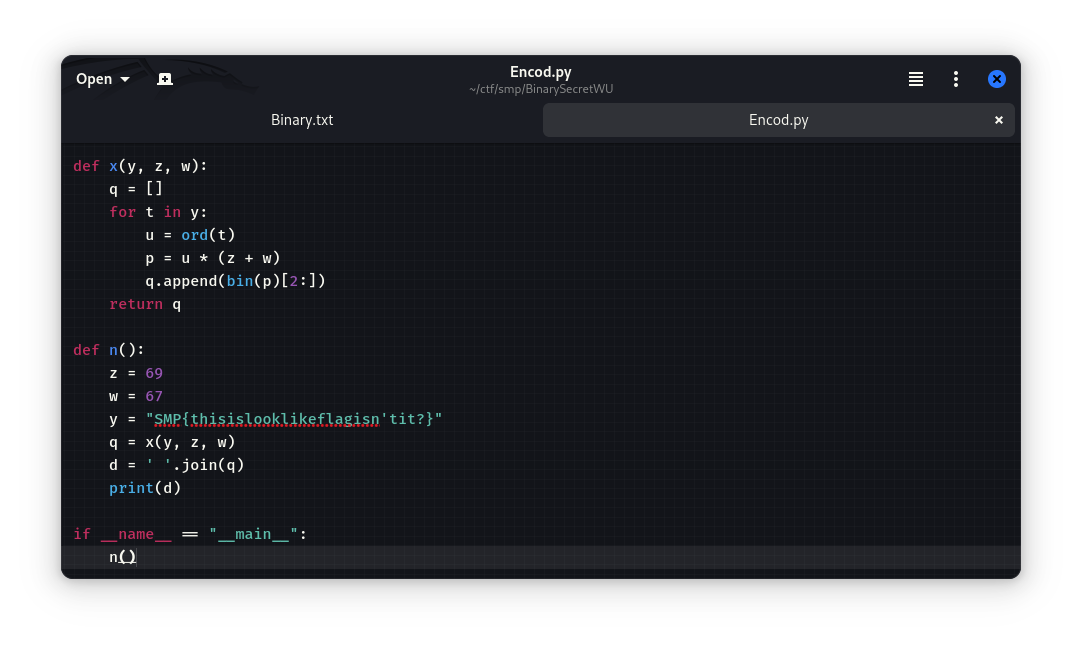 Open
Encod.py
~/ctf/smp/BinarySecretWU
Binary.txt
Encod.py
def x(y, z, w):
    q = []
    for t in y:
        u = ord(t)
        p = u * (z + w)
        q.append(bin(p)[2:])
    return q

def n():
    z = 69
    w = 67
    y = "SMP{thisislooklikeflagisn'tit?}"
    q = x(y, z, w)
    d = ' '.join(q)
    print(d)

if __name__ == "__main__":
    n()